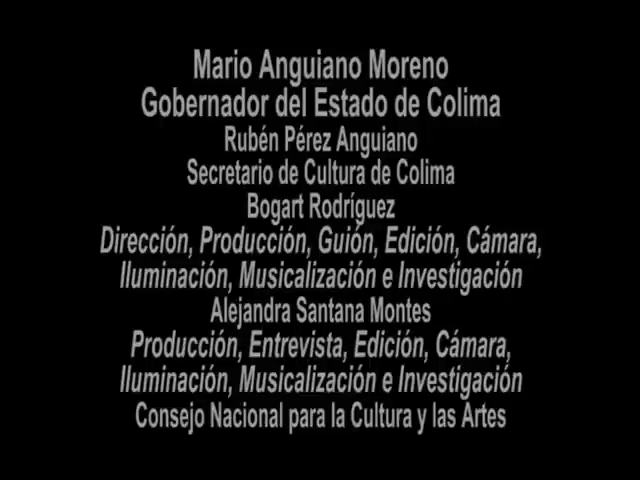 Mario Anguiano Moreno
Gobernador del Estado de Colima
Rubén Pérez Anguiano
Secretario de Cultura de Colima
Bogart Rodríguez
Dirección, Producción, Guión, Edición, Cámara,
Iluminación, Musicalización e Investigación
Alejandra Santana Montes
Producción, Entrevista, Edición, Cámara,
Iluminación, Musicalización e Investigación
Consejo Nacional para la Cultura y las Artes